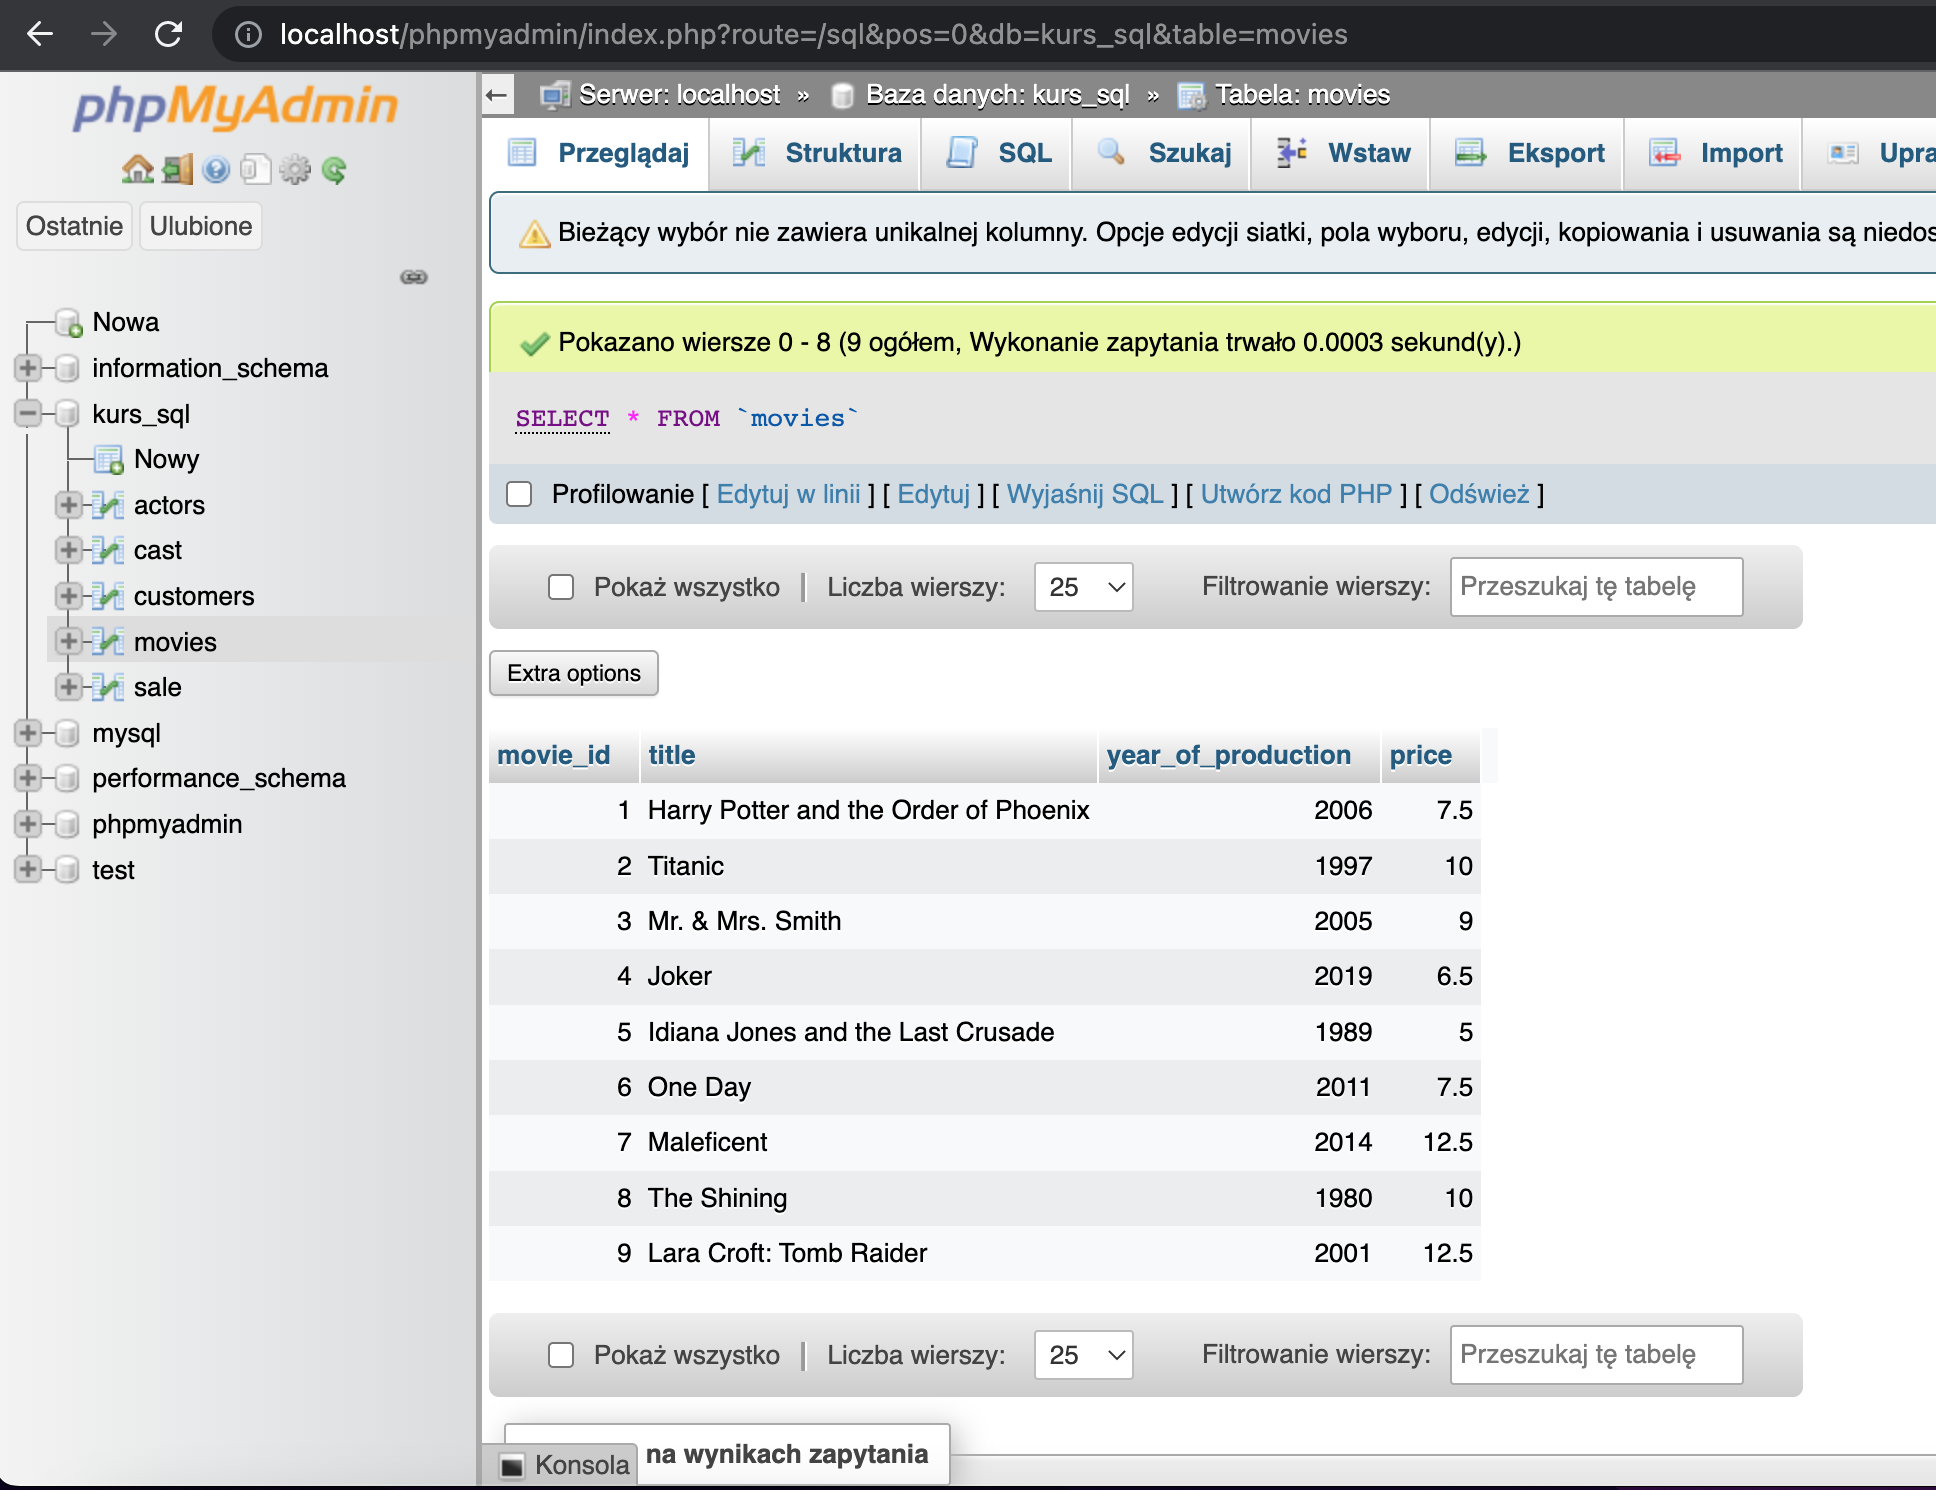 localhost/phpmyadmin/index.php?route=/sql&pos=0&db=kurs_sql&table=movies
phpMyAdmin
Ostatnie Ulubione
Nowa
information_schema
kurs_sql
Nowy
actors
cast
customers
movies
sale
mysql
performance_schema
phpmyadmin
test
Serwer: localhost » Baza danych: kurs_sql » Tabela: movies
Przeglądaj Struktura SQL Szukaj Wstaw Eksport Import Upra
Bieżący wybór nie zawiera unikalnej kolumny. Opcje edycji siatki, pola wyboru, edycji, kopiowania i usuwania są niedos
Pokazano wiersze 0 - 8 (9 ogółem, Wykonanie zapytania trwało 0.0003 sekund(y).)
SELECT * FROM `movies`
Profilowanie [ Edytuj w linii ] [ Edytuj ] [ Wyjaśnij SQL ] [ Utwórz kod PHP ] [ Odśwież ]
Pokaż wszystko | Liczba wierszy: 25 Filtrowanie wierszy: Przeszukaj tę tabelę
Extra options
movie_id title year_of_production price
1 Harry Potter and the Order of Phoenix 2006 7.5
2 Titanic 1997 10
3 Mr. & Mrs. Smith 2005 9
4 Joker 2019 6.5
5 Idiana Jones and the Last Crusade 1989 5
6 One Day 2011 7.5
7 Maleficent 2014 12.5
8 The Shining 1980 10
9 Lara Croft: Tomb Raider 2001 12.5
Pokaż wszystko | Liczba wierszy: 25 Filtrowanie wierszy: Przeszukaj tę tabelę
na wynikach zapytania
Konsola